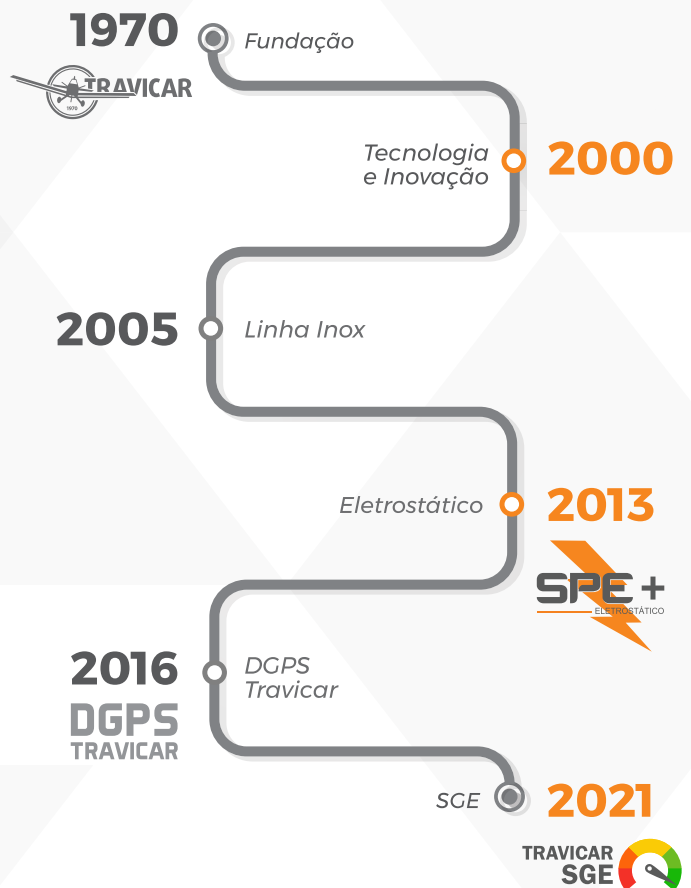 1970
Fundação
TRAVICAR
1970
Tecnologia
e Inovação
2000
2005
Linha Inox
Eletrostático
2013
SPE+
ELETROSTÁTICO
2016
DGPS
Travicar
DGPS
TRAVICAR
SGE
2021
TRAVICAR
SGE